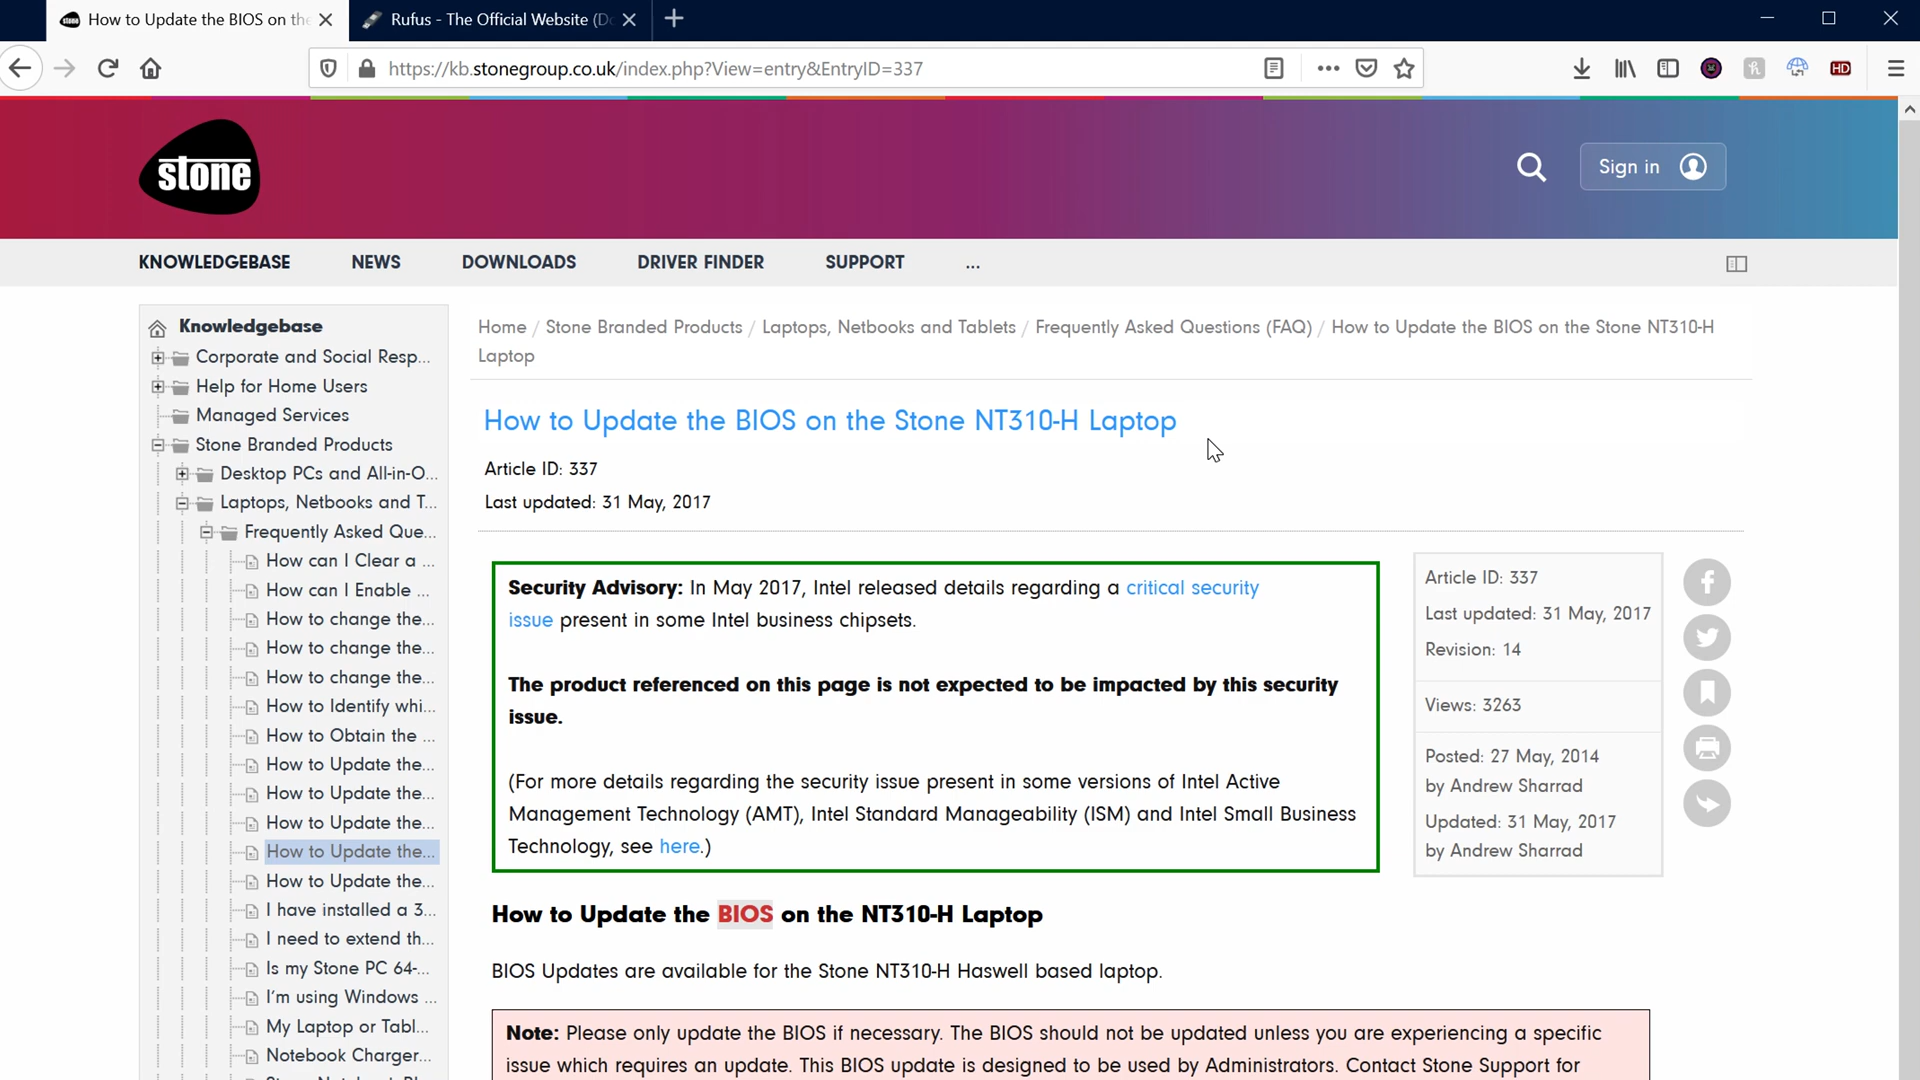 How to Update the BIOS on the
Rufus - The Official Website (Do
https://kb.stonegroup.co.uk/index.php?View=entry&EntryID=337
HD
stone
Sign in
KNOWLEDGEBASE
NEWS
DOWNLOADS
DRIVER FINDER
SUPPORT
...
Knowledgebase
Corporate and Social Resp...
Help for Home Users
Managed Services
Stone Branded Products
Desktop PCs and All-in-O...
Laptops, Netbooks and T...
Frequently Asked Que...
How can I Clear a ...
How can I Enable ...
How to change the...
How to change the...
How to change the...
How to Identify whi...
How to Obtain the ...
How to Update the...
How to Update the...
How to Update the...
How to Update the...
How to Update the...
I have installed a 3...
I need to extend th...
Is my Stone PC 64-...
I'm using Windows ...
My Laptop or Tabl...
Notebook Charger...
Home / Stone Branded Products / Laptops, Netbooks and Tablets / Frequently Asked Questions (FAQ) / How to Update the BIOS on the Stone NT310-H
Laptop
How to Update the BIOS on the Stone NT310-H Laptop
Article ID: 337
Last updated: 31 May, 2017
Security Advisory: In May 2017, Intel released details regarding a critical security
issue present in some Intel business chipsets.
The product referenced on this page is not expected to be impacted by this security
issue.
(For more details regarding the security issue present in some versions of Intel Active
Management Technology (AMT), Intel Standard Manageability (ISM) and Intel Small Business
Technology, see here.)
Article ID: 337
Last updated: 31 May, 2017
Revision: 14
Views: 3263
Posted: 27 May, 2014
by Andrew Sharrad
Updated: 31 May, 2017
by Andrew Sharrad
How to Update the BIOS on the NT310-H Laptop
BIOS Updates are available for the Stone NT310-H Haswell based laptop.
Note: Please only update the BIOS if necessary. The BIOS should not be updated unless you are experiencing a specific
issue which requires an update. This BIOS update is designed to be used by Administrators. Contact Stone Support for